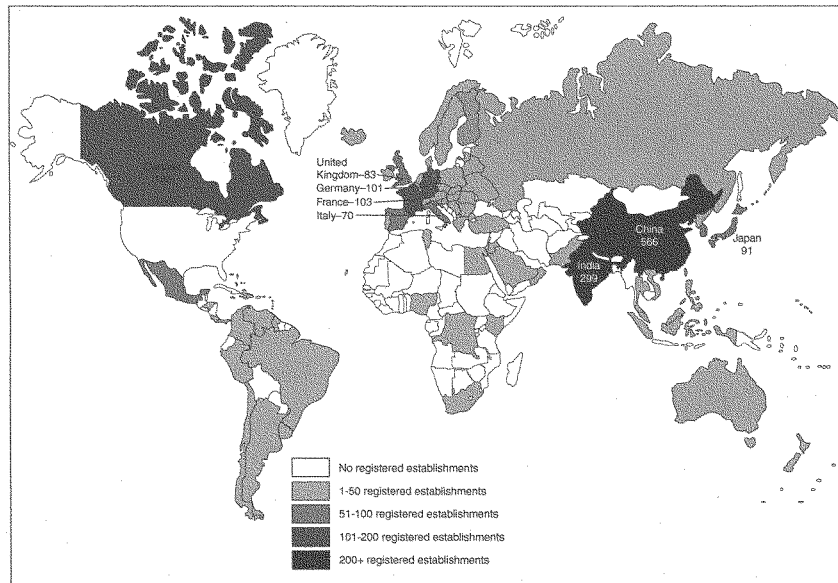 United
Kingdom–83
Germany–101
France–103
Italy–70
China
566
India
299
Japan
91
No registered establishments
1-50 registered establishments
51-100 registered establishments
101-200 registered establishments
200+ registered establishments